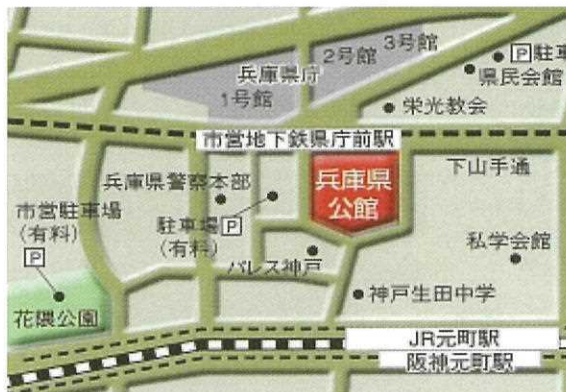 3号館
2号館
P 駐車
兵庫県庁
県民会館
1号館
栄光教会
市営地下鉄県庁前駅
下山手通
兵庫県警察本部
兵庫県
公館
市営駐車場
(有料)
P
駐車場 P
(有料)
私学会館
パレス神戸
神戸生田中学
花隈公園
JR元町駅
阪神元町駅